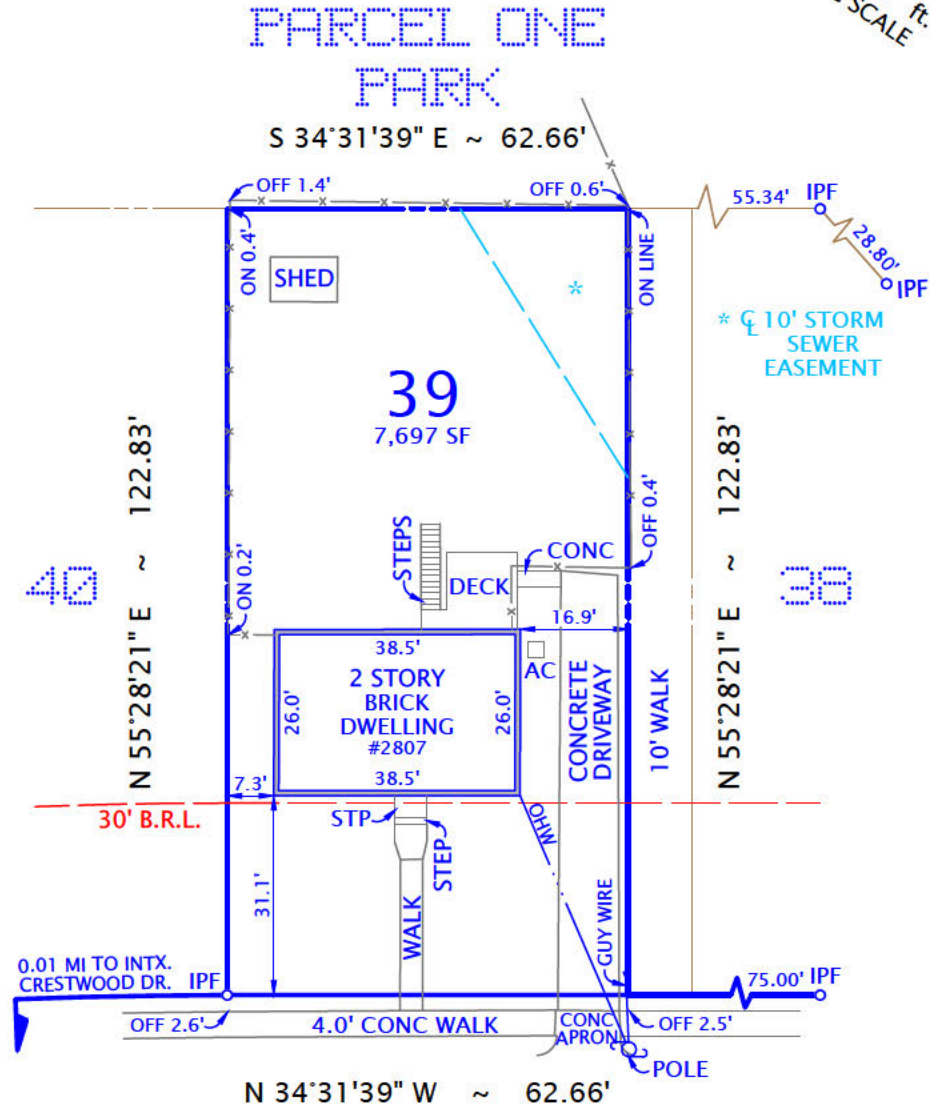 ft.
SCALE
PARCEL ONE
PARK
S 34°31'39" E ~ 62.66'
OFF 1.4'
OFF 0.6'
55.34'
IPF
28.80'
IPF
ON 0.4'
ON LINE
SHED
*
* ℄ 10' STORM
SEWER
EASEMENT
39
7,697 SF
N 55°28'21" E ~ 122.83'
N 55°28'21" E ~ 122.83'
OFF 0.4'
STEPS
CONC
DECK
40
38
ON 0.2'
16.9'
38.5'
AC
2 STORY
BRICK
DWELLING
#2807
26.0'
26.0'
38.5'
CONCRETE
DRIVEWAY
10' WALK
7.3'
30' B.R.L.
STP
STEP
OHW
31.1'
WALK
GUY WIRE
0.01 MI TO INTX.
CRESTWOOD DR.
IPF
75.00'
IPF
OFF 2.6'
4.0' CONC WALK
CONC
APRON
OFF 2.5'
POLE
N 34°31'39" W ~ 62.66'